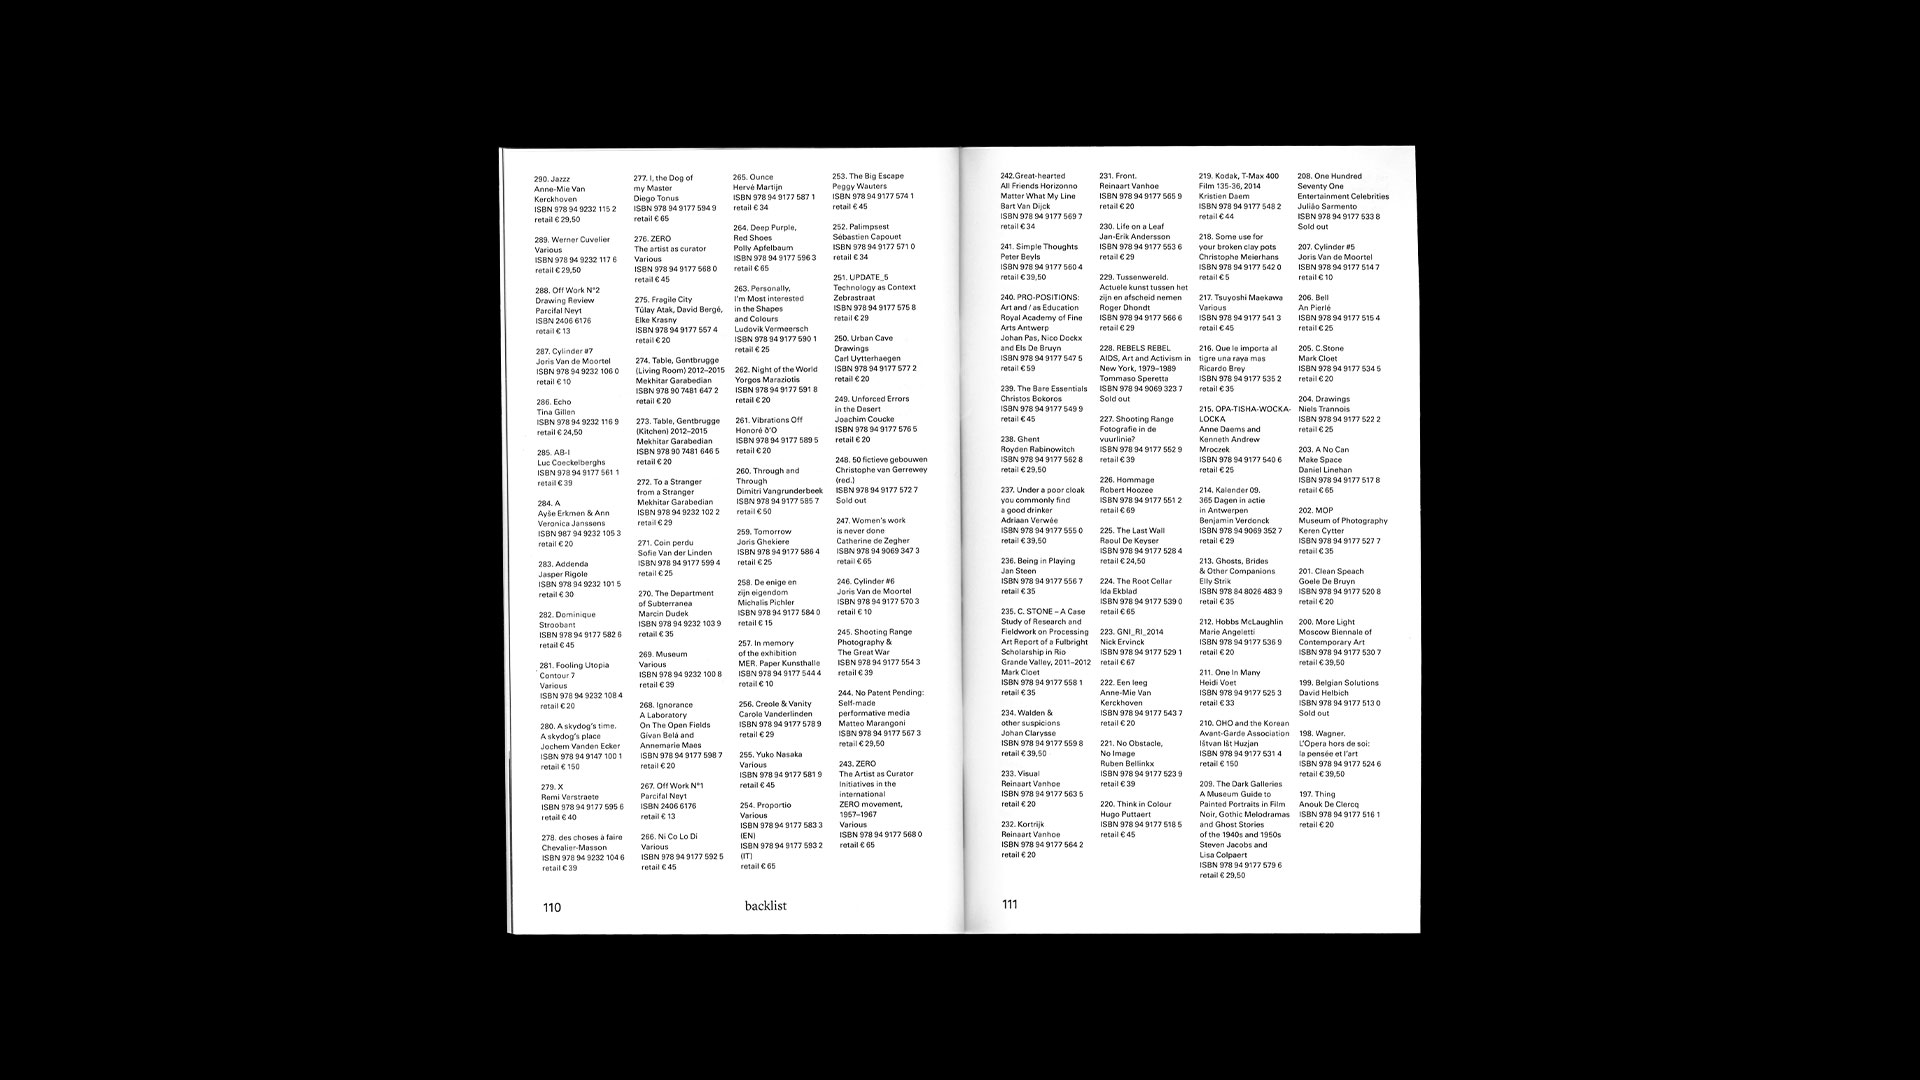 290. Jazzz
Anne-Mie Van
Kerckhoven
ISBN 978 94 9232 115 2
retail € 29,50
289. Werner Cuvelier
Various
ISBN 978 94 9232 117 6
retail € 29,50
288. Off Work N°2
Drawing Review
Parcifal Neyt
ISBN 2406 6176
retail € 13
287. Cylinder #7
Joris Van de Moortel
ISBN 978 94 9232 106 0
retail € 10
286. Echo
Tina Gillen
ISBN 978 94 9232 116 9
retail € 24,50
285. AB-I
Luc Coeckelberghs
ISBN 978 94 9177 561 1
retail € 39
284. A
Ayše Erkmen & Ann
Veronica Janssens
ISBN 987 94 9232 105 3
retail € 20
283. Addenda
Jasper Rigole
ISBN 978 94 9232 101 5
retail € 30
282. Dominique
Stroobant
ISBN 978 94 9177 582 6
retail € 45
281. Fooling Utopia
Contour 7
Various
ISBN 978 94 9232 108 4
retail € 20
280. A skydog's time.
A skydog's place
Jochem Vanden Ecker
ISBN 978 94 9147 100 1
retail € 150
279. X
Remi Verstraete
ISBN 978 94 9177 595 6
retail € 40
278. des choses à faire
Chevalier-Masson
ISBN 978 94 9232 104 6
retail € 39
277. I, the Dog of
my Master
Diego Tonus
ISBN 978 94 9177 594 9
retail € 65
276. ZERO
The artist as curator
Various
ISBN 978 94 9177 568 0
retail € 45
275. Fragile City
Tülay Atak, David Bergé,
Elke Krasny
ISBN 978 94 9177 557 4
retail € 20
274. Table, Gentbrugge
(Living Room) 2012–2015
Mekhitar Garabedian
ISBN 978 90 7481 647 2
retail € 20
273. Table, Gentbrugge
(Kitchen) 2012–2015
Mekhitar Garabedian
ISBN 978 90 7481 646 5
retail € 20
272. To a Stranger
from a Stranger
Mekhitar Garabedian
ISBN 978 94 9232 102 2
retail € 29
271. Coin perdu
Sofie Van der Linden
ISBN 978 94 9177 599 4
retail € 25
270. The Department
of Subterranea
Marcin Dudek
ISBN 978 94 9232 103 9
retail € 35
269. Museum
Various
ISBN 978 94 9232 100 8
retail € 39
268. Ignorance
A Laboratory
On The Open Fields
Gívan Belá and
Annemarie Maes
ISBN 978 94 9177 598 7
retail € 20
267. Off Work N°1
Parcifal Neyt
ISBN 2406 6176
retail € 13
266. Ni Co Lo Di
Various
ISBN 978 94 9177 592 5
retail € 45
265. Ounce
Hervé Martijn
ISBN 978 94 9177 587 1
retail € 34
264. Deep Purple,
Red Shoes
Polly Apfelbaum
ISBN 978 94 9177 596 3
retail € 65
263. Personally,
I'm Most interested
in the Shapes
and Colours
Ludovik Vermeersch
ISBN 978 94 9177 590 1
retail € 25
262. Night of the World
Yorgos Maraziotis
ISBN 978 94 9177 591 8
retail € 20
261. Vibrations Off
Honoré ð'O
ISBN 978 94 9177 589 5
retail € 20
260. Through and
Through
Dimitri Vangrunderbeek
ISBN 978 94 9177 585 7
retail € 50
259. Tomorrow
Joris Ghekiere
ISBN 978 94 9177 586 4
retail € 25
258. De enige en
zijn eigendom
Michalis Pichler
ISBN 978 94 9177 584 0
retail € 15
257. In memory
of the exhibition
MER. Paper Kunsthalle
ISBN 978 94 9177 544 4
retail € 10
256. Creole & Vanity
Carole Vanderlinden
ISBN 978 94 9177 578 9
retail € 29
255. Yuko Nasaka
Various
ISBN 978 94 9177 581 9
retail € 45
254. Proportio
Various
ISBN 978 94 9177 583 3
(EN)
ISBN 978 94 9177 593 2
(IT)
retail € 65
253. The Big Escape
Peggy Wauters
ISBN 978 94 9177 574 1
retail € 45
252. Palimpsest
Sébastien Capouet
ISBN 978 94 9177 571 0
retail € 34
251. UPDATE_5
Technology as Context
Zebrastraat
ISBN 978 94 9177 575 8
retail € 29
250. Urban Cave
Drawings
Carl Uytterhaegen
ISBN 978 94 9177 577 2
retail € 20
249. Unforced Errors
in the Desert
Joachim Coucke
ISBN 978 94 9177 576 5
retail € 20
248. 50 fictieve gebouwen
Christophe van Gerrewey
(red.)
ISBN 978 94 9177 572 7
Sold out
247. Women's work
is never done
Catherine de Zegher
ISBN 978 94 9069 347 3
retail € 65
246. Cylinder #6
Joris Van de Moortel
ISBN 978 94 9177 570 3
retail € 10
245. Shooting Range
Photography &
The Great War
ISBN 978 94 9177 554 3
retail € 39
244. No Patent Pending:
Self-made
performative media
Matteo Marangoni
ISBN 978 94 9177 567 3
retail € 29,50
243. ZERO
The Artist as Curator
Initiatives in the
international
ZERO movement,
1957–1967
Various
ISBN 978 94 9177 568 0
retail € 65
110
backlist
242.Great-hearted
All Friends Horizonno
Matter What My Line
Bart Van Dijck
ISBN 978 94 9177 569 7
retail € 34
241. Simple Thoughts
Peter Beyls
ISBN 978 94 9177 560 4
retail € 39,50
240. PRO-POSITIONS:
Art and / as Education
Royal Academy of Fine
Arts Antwerp
Johan Pas, Nico Dockx
and Els De Bruyn
ISBN 978 94 9177 547 5
retail € 59
239. The Bare Essentials
Christos Bokoros
ISBN 978 94 9177 549 9
retail € 45
238. Ghent
Royden Rabinowitch
ISBN 978 94 9177 562 8
retail € 29,50
237. Under a poor cloak
you commonly find
a good drinker
Adriaan Verwée
ISBN 978 94 9177 555 0
retail € 39,50
236. Being in Playing
Jan Steen
ISBN 978 94 9177 556 7
retail € 35
235. C. STONE – A Case
Study of Research and
Fieldwork on Processing
Art Report of a Fulbright
Scholarship in Rio
Grande Valley, 2011–2012
Mark Cloet
ISBN 978 94 9177 558 1
retail € 35
234. Walden &
other suspicions
Johan Clarysse
ISBN 978 94 9177 559 8
retail € 39,50
233. Visual
Reinaart Vanhoe
ISBN 978 94 9177 563 5
retail € 20
232. Kortrijk
Reinaart Vanhoe
ISBN 978 94 9177 564 2
retail € 20
231. Front.
Reinaart Vanhoe
ISBN 978 94 9177 565 9
retail € 20
230. Life on a Leaf
Jan-Erik Andersson
ISBN 978 94 9177 553 6
retail € 29
229. Tussenwereld.
Actuele kunst tussen het
zijn en afscheid nemen
Roger Dhondt
ISBN 978 94 9177 566 6
retail € 29
228. REBELS REBEL
AIDS, Art and Activism in
New York, 1979–1989
Tommaso Speretta
ISBN 978 94 9069 323 7
Sold out
227. Shooting Range
Fotografie in de
vuurlinie?
ISBN 978 94 9177 552 9
retail € 39
226. Hommage
Robert Hoozee
ISBN 978 94 9177 551 2
retail € 69
225. The Last Wall
Raoul De Keyser
ISBN 978 94 9177 528 4
retail € 24,50
224. The Root Cellar
Ida Ekblad
ISBN 978 94 9177 539 0
retail € 65
223. GNI_RI_2014
Nick Ervinck
ISBN 978 94 9177 529 1
retail € 67
222. Een leeg
Anne-Mie Van
Kerckhoven
ISBN 978 94 9177 543 7
retail € 20
221. No Obstacle,
No Image
Ruben Bellinkx
ISBN 978 94 9177 523 9
retail € 39
220. Think in Colour
Hugo Puttaert
ISBN 978 94 9177 518 5
retail € 45
219. Kodak, T-Max 400
Film 135-36, 2014
Kristien Daem
ISBN 978 94 9177 548 2
retail € 44
218. Some use for
your broken clay pots
Christophe Meierhans
ISBN 978 94 9177 542 0
retail € 5
217. Tsuyoshi Maekawa
Various
ISBN 978 94 9177 541 3
retail € 45
216. Que le importa al
tigre una raya mas
Ricardo Brey
ISBN 978 94 9177 535 2
retail € 35
215. OPA-TISHA-WOCKA-
LOCKA
Anne Daems and
Kenneth Andrew
Mroczek
ISBN 978 94 9177 540 6
retail € 25
214. Kalender 09.
365 Dagen in actie
in Antwerpen
Benjamin Verdonck
ISBN 978 94 9069 352 7
retail € 29
213. Ghosts, Brides
& Other Companions
Elly Strik
ISBN 978 84 8026 483 9
retail € 35
212. Hobbs McLaughlin
Marie Angeletti
ISBN 978 94 9177 536 9
retail € 20
211. One In Many
Heidi Voet
ISBN 978 94 9177 525 3
retail € 33
210. OHO and the Korean
Avant-Garde Association
Ištvan Išt Huzjan
ISBN 978 94 9177 531 4
retail € 150
209. The Dark Galleries
A Museum Guide to
Painted Portraits in Film
Noir, Gothic Melodramas
and Ghost Stories
of the 1940s and 1950s
Steven Jacobs and
Lisa Colpaert
ISBN 978 94 9177 579 6
retail € 29,50
208. One Hundred
Seventy One
Entertainment Celebrities
Julião Sarmento
ISBN 978 94 9177 533 8
Sold out
207. Cylinder #5
Joris Van de Moortel
ISBN 978 94 9177 514 7
retail € 10
206. Bell
An Pierlé
ISBN 978 94 9177 515 4
retail € 25
205. C.Stone
Mark Cloet
ISBN 978 94 9177 534 5
retail € 20
204. Drawings
Niels Trannois
ISBN 978 94 9177 522 2
retail € 25
203. A No Can
Make Space
Daniel Linehan
ISBN 978 94 9177 517 8
retail € 65
202. MOP
Museum of Photography
Keren Cytter
ISBN 978 94 9177 527 7
retail € 35
201. Clean Speach
Goele De Bruyn
ISBN 978 94 9177 520 8
retail € 20
200. More Light
Moscow Biennale of
Contemporary Art
ISBN 978 94 9177 530 7
retail € 39,50
199. Belgian Solutions
David Helbich
ISBN 978 94 9177 513 0
Sold out
198. Wagner.
L'Opera hors de soi:
la pensée et l'art
ISBN 978 94 9177 524 6
retail € 39,50
197. Thing
Anouk De Clercq
ISBN 978 94 9177 516 1
retail € 20
111